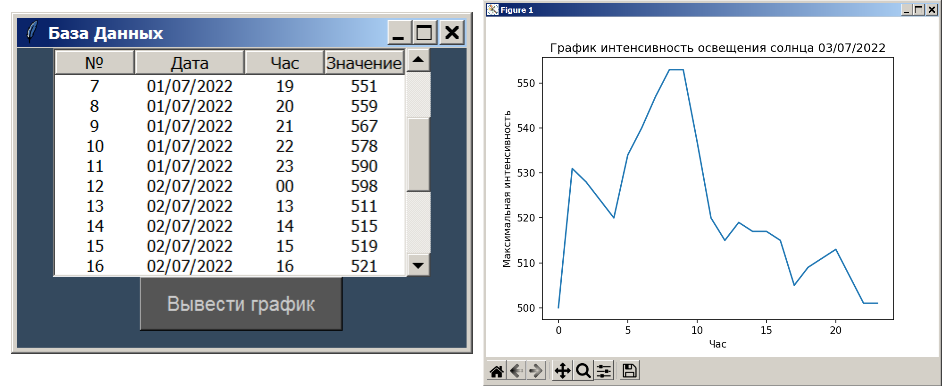 База Данных
№ Дата Час Значение
7 01/07/2022 19 551
8 01/07/2022 20 559
9 01/07/2022 21 567
10 01/07/2022 22 578
11 01/07/2022 23 590
12 02/07/2022 00 598
13 02/07/2022 13 511
14 02/07/2022 14 515
15 02/07/2022 15 519
16 02/07/2022 16 521
Вывести график
Figure 1
График интенсивность освещения солнца 03/07/2022
Максимальная интенсивность
550
540
530
520
510
500
0 5 10 15 20
Час